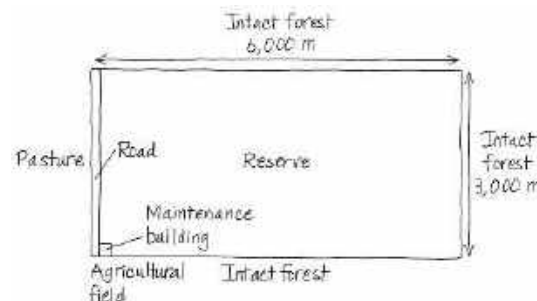 Intact forest
6,000 m
Pasture
Road
Reserve
Intact
forest
3,000 m
Maintenance
building
Agricultural
field
Intact forest